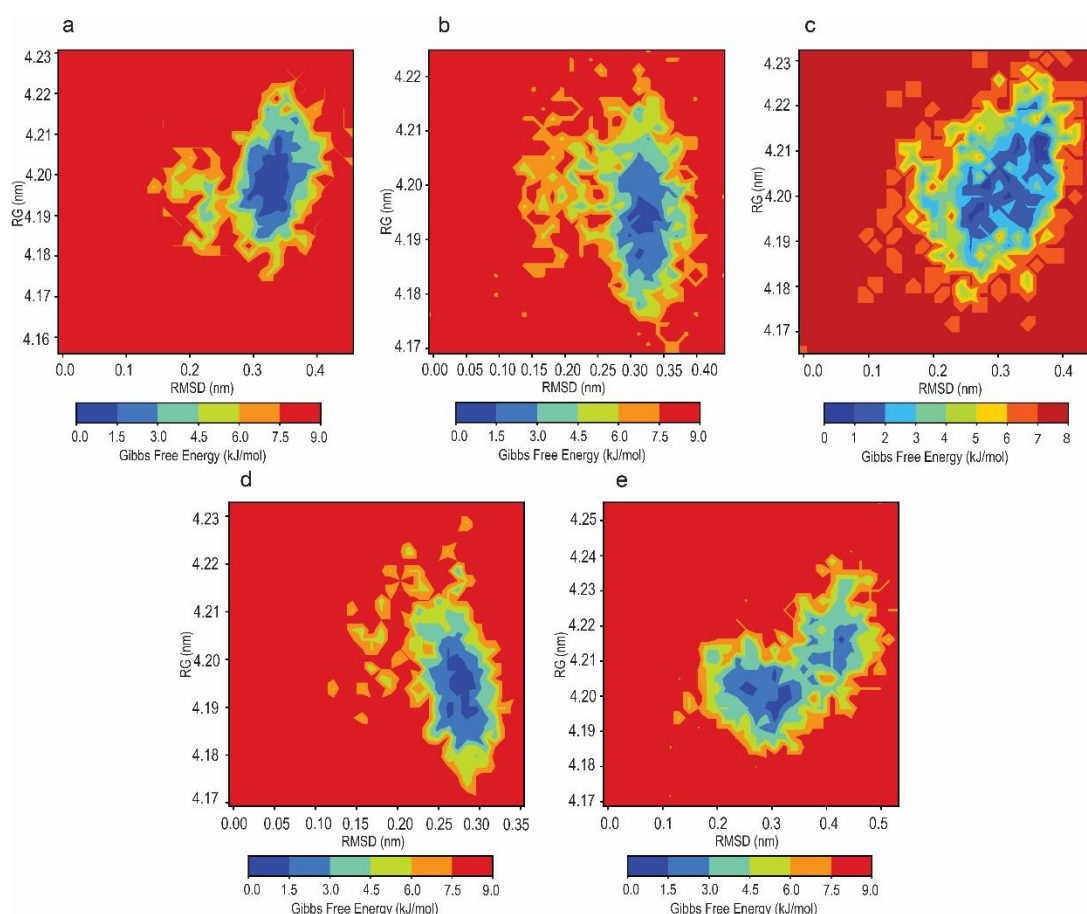 a
b
c
4.23
4.22
4.21
4.20
4.19
4.18
4.17
4.16
RG (nm)
0.0 0.1 0.2 0.3 0.4
RMSD (nm)
0.0 1.5 3.0 4.5 6.0 7.5 9.0
Gibbs Free Energy (kJ/mol)
4.22
4.21
4.20
4.19
4.18
4.17
RG (nm)
0.00 0.05 0.10 0.15 0.20 0.25 0.30 0.35 0.40
RMSD (nm)
0.0 1.5 3.0 4.5 6.0 7.5 9.0
Gibbs Free Energy (kJ/mol)
4.23
4.22
4.21
4.20
4.19
4.18
4.17
RG (nm)
0.0 0.1 0.2 0.3 0.4
RMSD (nm)
0 1 2 3 4 5 6 7 8
Gibbs Free Energy (kJ/mol)
d
e
4.23
4.22
4.21
4.20
4.19
4.18
4.17
RG (nm)
0.00 0.05 0.10 0.15 0.20 0.25 0.30 0.35
RMSD (nm)
0.0 1.5 3.0 4.5 6.0 7.5 9.0
Gibbs Free Energy (kJ/mol)
4.25
4.24
4.23
4.22
4.21
4.20
4.19
4.18
4.17
RG (nm)
0.0 0.1 0.2 0.3 0.4 0.5
RMSD (nm)
0.0 1.5 3.0 4.5 6.0 7.5 9.0
Gibbs Free Energy (kJ/mol)